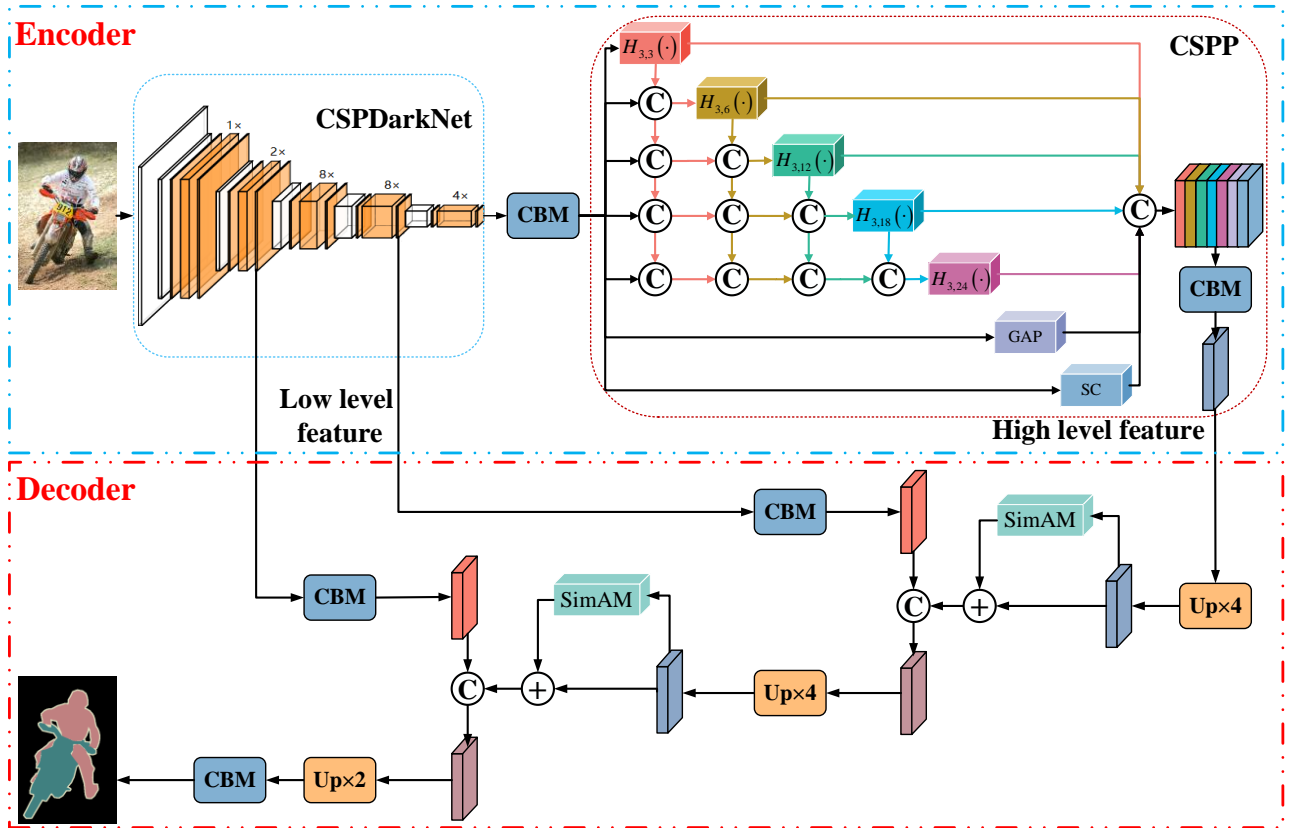 Encoder
CSPP
CSPDarkNet
1×
2×
8×
8×
4×
912
CBM
H3,3(·)
C
H3,6(·)
C
C
H3,12(·)
C
C
C
H3,18(·)
C
C
C
C
C
H3,24(·)
GAP
SC
CBM
Low level
feature
High level feature
Decoder
CBM
SimAM
CBM
SimAM
C
+
Up×4
C
+
Up×4
CBM
Up×2